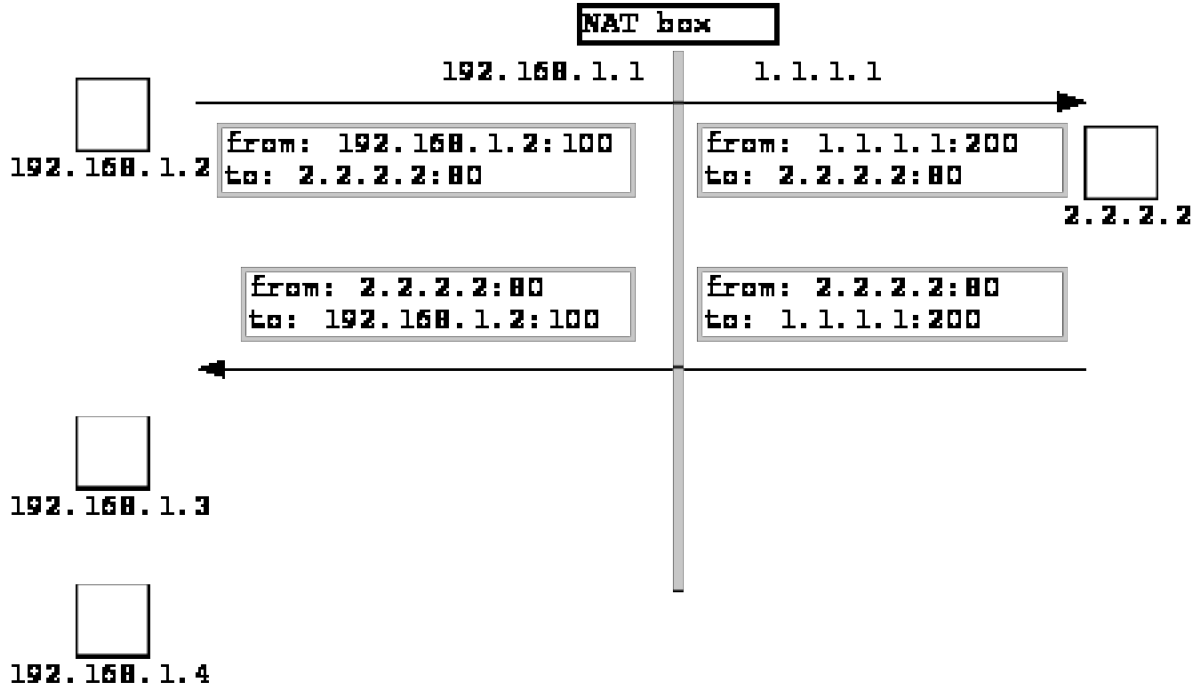 NAT box
192.168.1.1
1.1.1.1
from: 192.168.1.2:100
to: 2.2.2.2:80
from: 1.1.1.1:200
to: 2.2.2.2:80
192.168.1.2
2.2.2.2
from: 2.2.2.2:80
to: 192.168.1.2:100
from: 2.2.2.2:80
to: 1.1.1.1:200
192.168.1.3
192.168.1.4